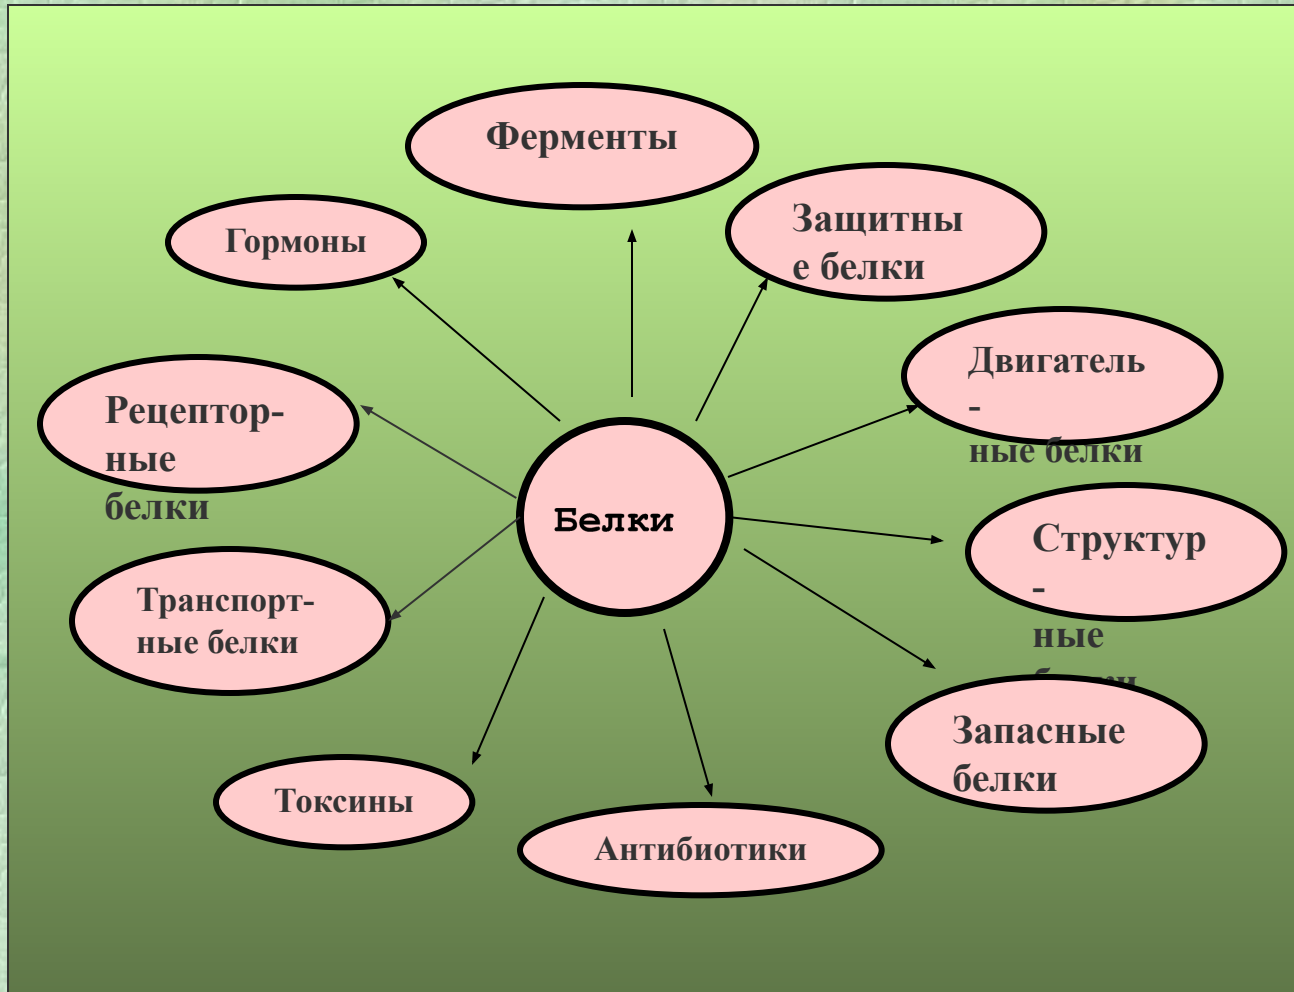 Ферменты
Защитны
е белки
Гормоны
Двигатель
-
ные белки
Рецептор-
ные
белки
Белки
Структур
-
ные
Транспорт-
ные белки
Запасные
белки
Токсины
Антибиотики